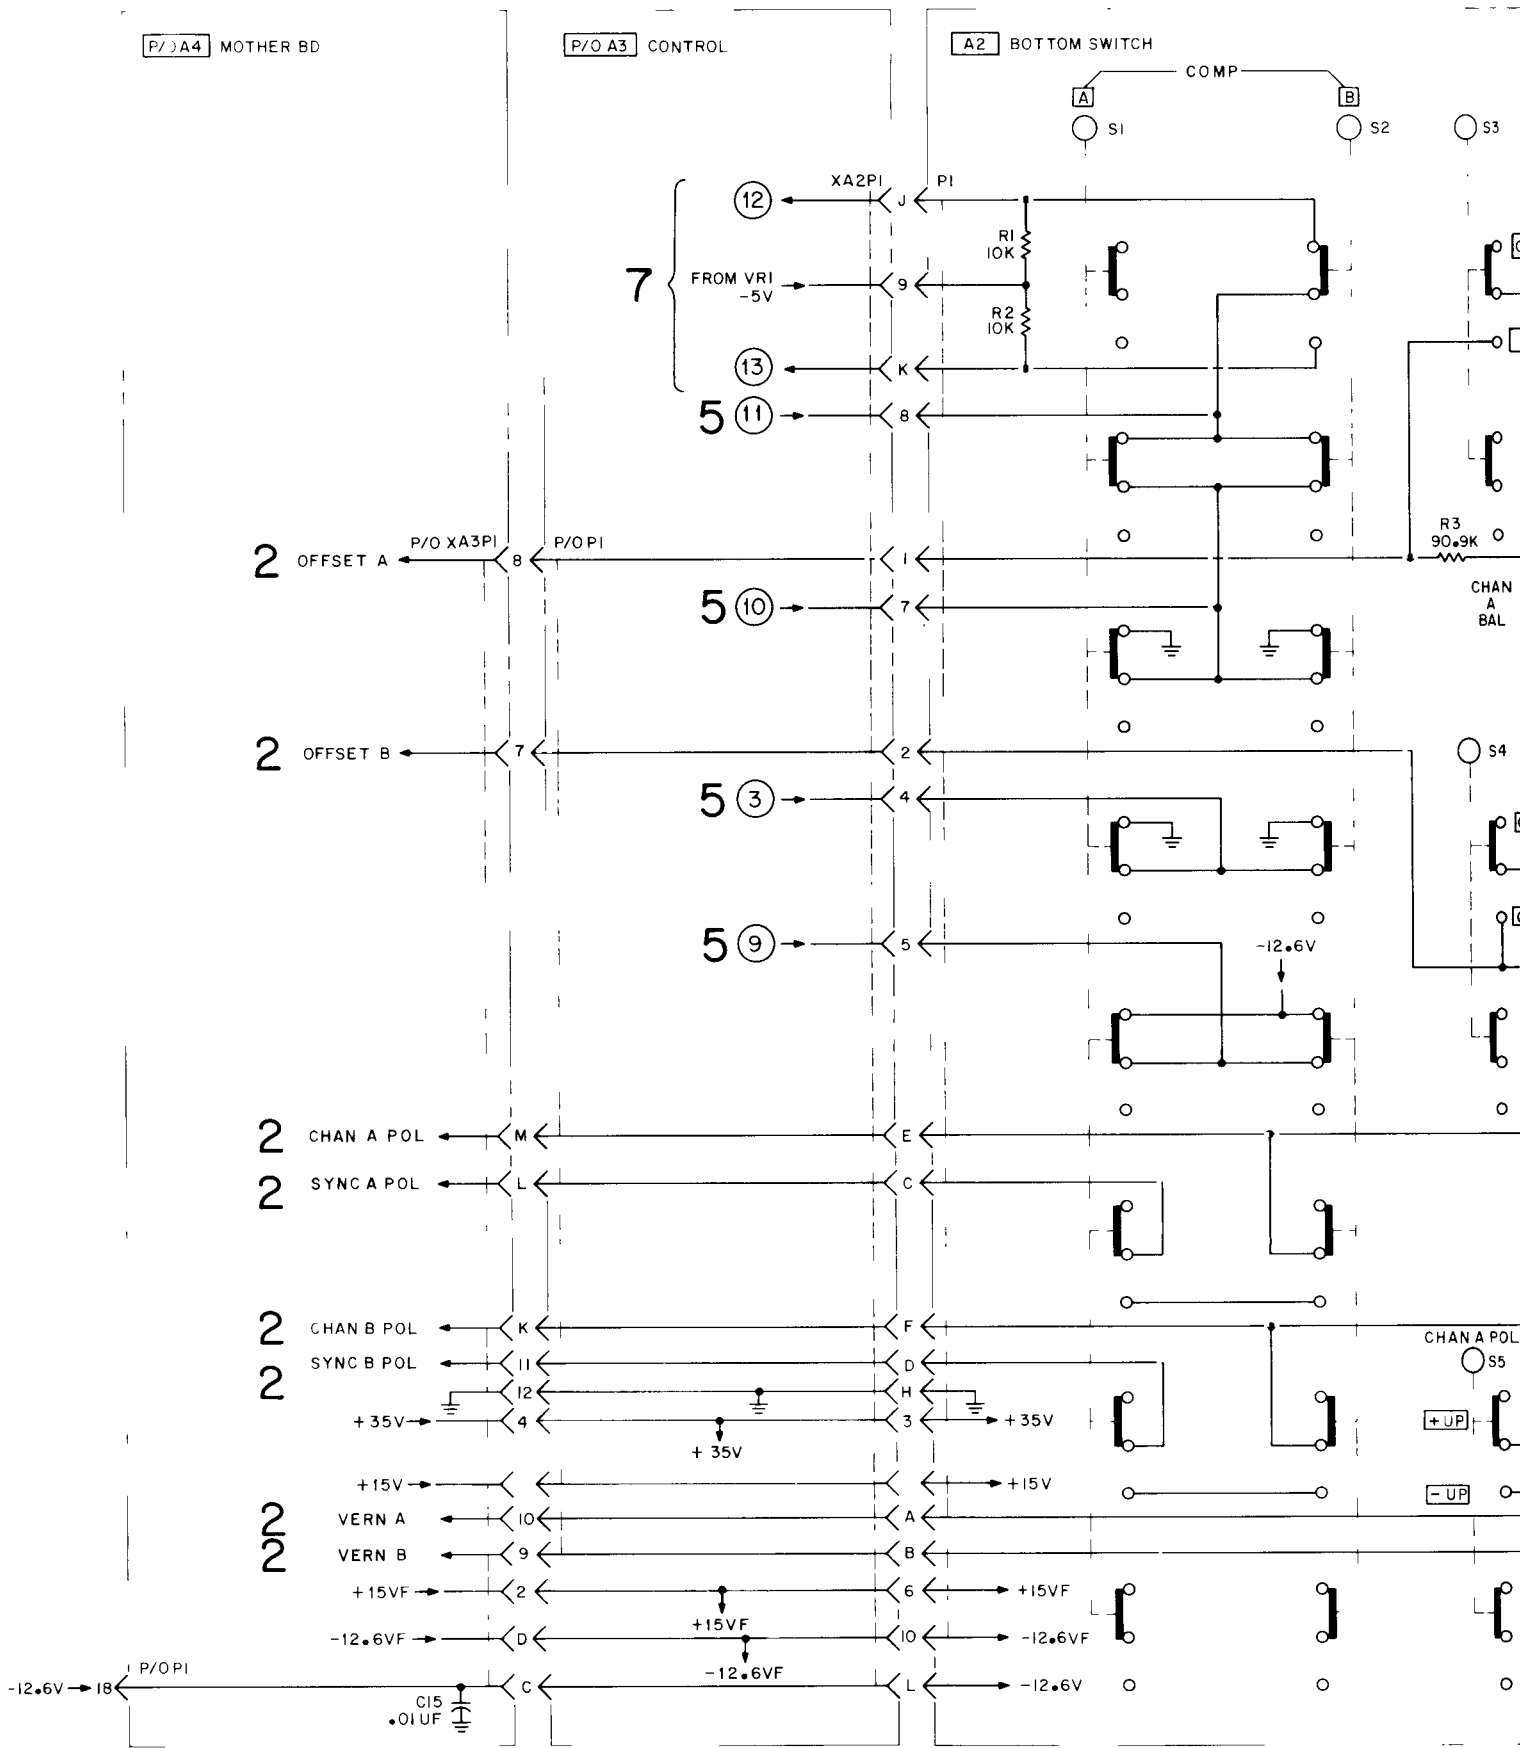 P/O A4 MOTHER BD
P/O A3 CONTROL
A2 BOTTOM SWITCH
COMP
A
B
S1
S2
S3
XA2P1
P1
12
J
R1
10K
7
FROM VR1
-5V
9
R2
10K
13
K
5
11
8
P/O XA3P1
P/O P1
R3
90.9K
2
OFFSET A
8
1
CHAN
A
BAL
5
10
7
2
OFFSET B
7
2
S4
5
3
4
5
9
5
-12.6V
2
CHAN A POL
M
E
2
SYNC A POL
L
C
2
CHAN B POL
K
F
CHAN A POL
SYNC B POL
11
D
S5
2
12
H
+35V
4
3
+35V
+UP
+35V
+15V
+15V
-UP
2
VERN A
10
A
2
VERN B
9
B
+15VF
2
6
+15VF
+15VF
-12.6VF
D
10
-12.6VF
P/O P1
-12.6VF
-12.6V
18
C
L
-12.6V
C15
.01UF